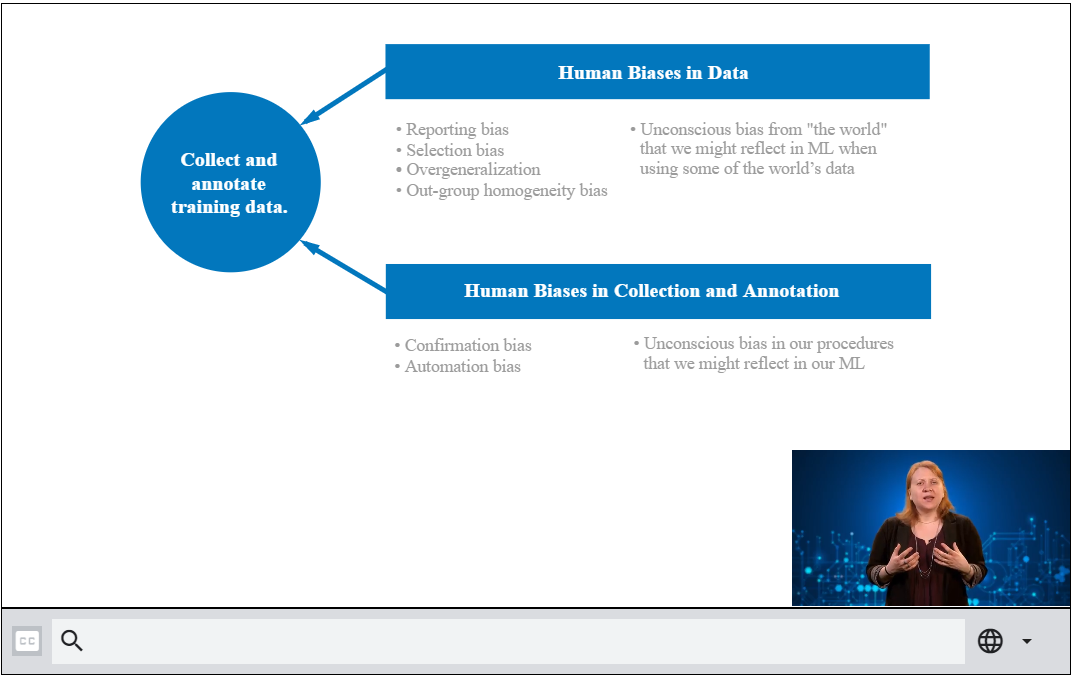 Human Biases in Data
• Reporting bias
• Selection bias
• Overgeneralization
• Out-group homogeneity bias
• Unconscious bias from "the world"
that we might reflect in ML when
using some of the world’s data
Collect and
annotate
training data.
Human Biases in Collection and Annotation
• Confirmation bias
• Automation bias
• Unconscious bias in our procedures
that we might reflect in our ML
CC